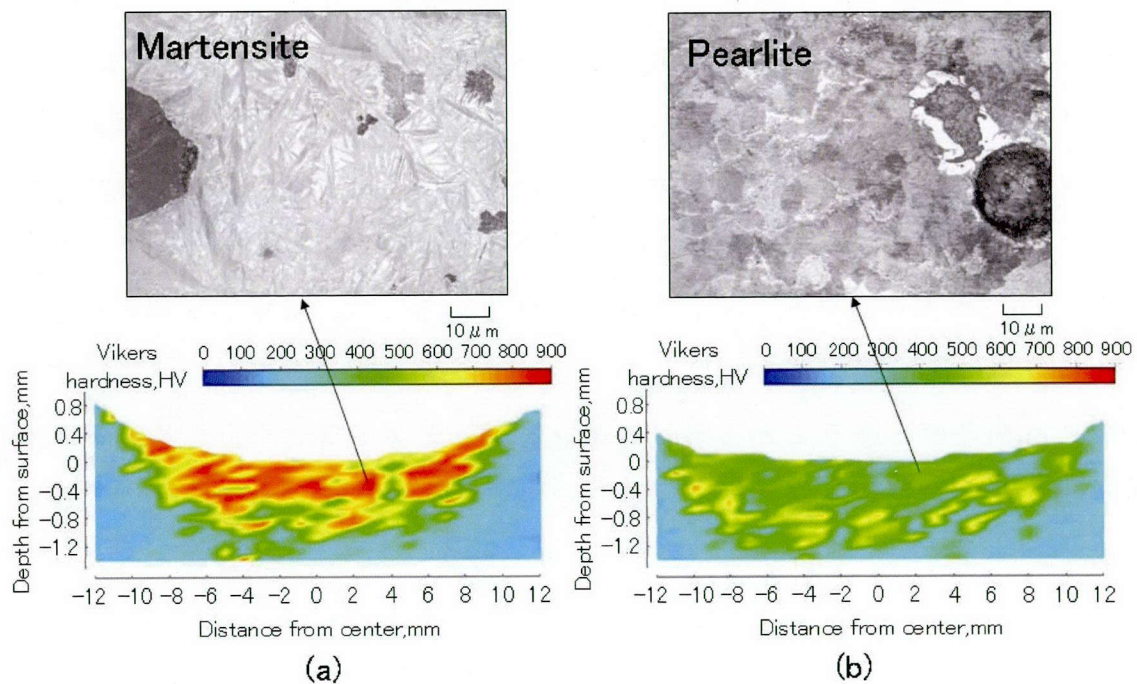 Martensite
Pearlite
10 μm
10 μm
Vikers 0 100 200 300 400 500 600 700 800 900
hardness,HV
Vikers 0 100 200 300 400 500 600 700 800 900
hardness,HV
Depth from surface,mm
0.8
0.4
0
-0.4
-0.8
-1.2
-12 -10 -8 -6 -4 -2 0 2 4 6 8 10 12
Distance from center,mm
(a)
Depth from surface,mm
0.8
0.4
0
-0.4
-0.8
-1.2
-12 -10 -8 -6 -4 -2 0 2 4 6 8 10 12
Distance from center,mm
(b)